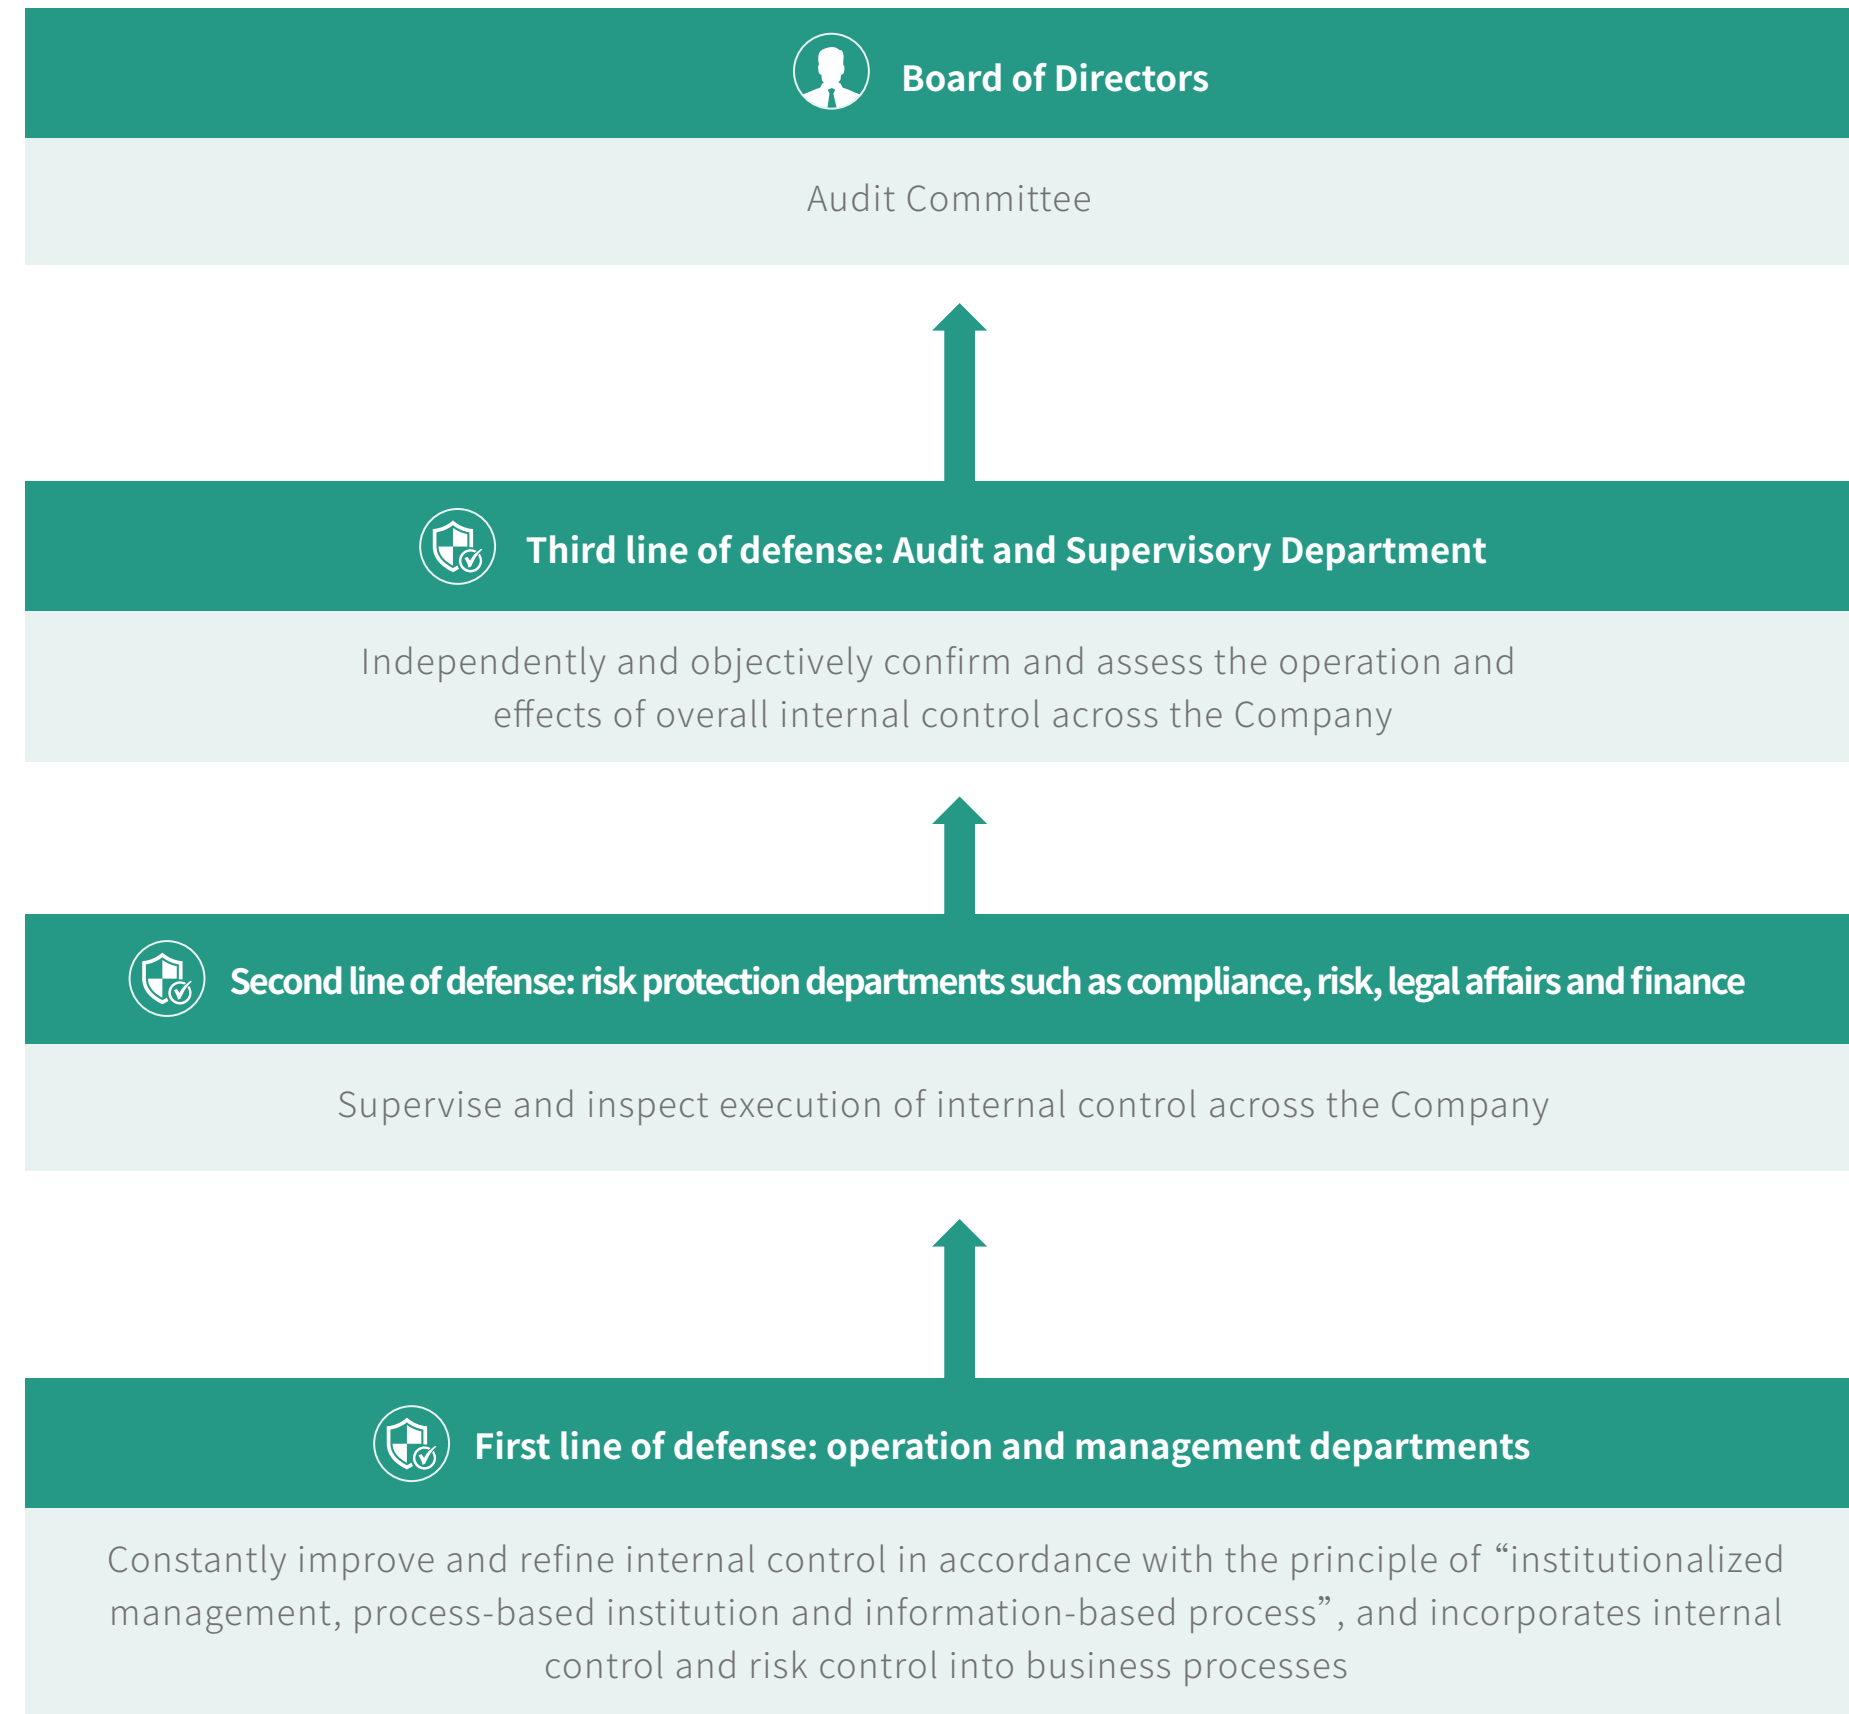 Board of Directors
Audit Committee
Third line of defense: Audit and Supervisory Department
Independently and objectively confirm and assess the operation and
effects of overall internal control across the Company
Second line of defense: risk protection departments such as compliance, risk, legal affairs and finance
Supervise and inspect execution of internal control across the Company
First line of defense: operation and management departments
Constantly improve and refine internal control in accordance with the principle of “institutionalized
management, process-based institution and information-based process”, and incorporates internal
control and risk control into business processes